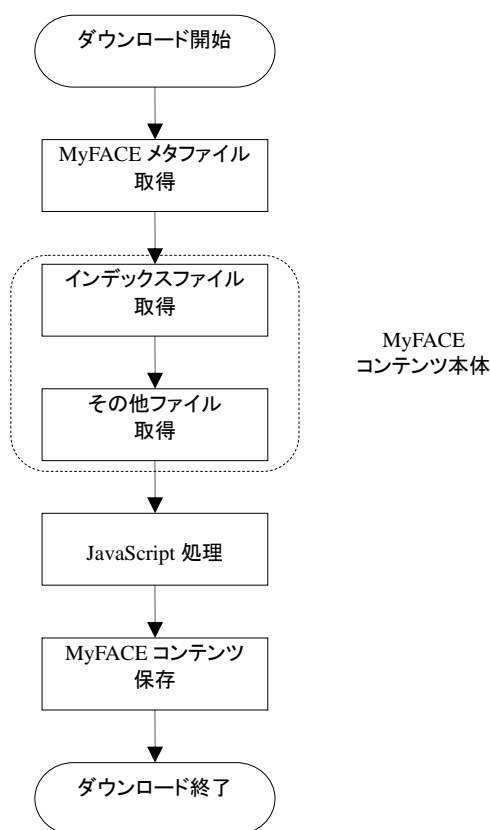 ダウンロード開始
MyFACE メタファイル
取得
インデックスファイル
取得
MyFACE
コンテンツ本体
その他ファイル
取得
JavaScript 処理
MyFACE コンテンツ
保存
ダウンロード終了